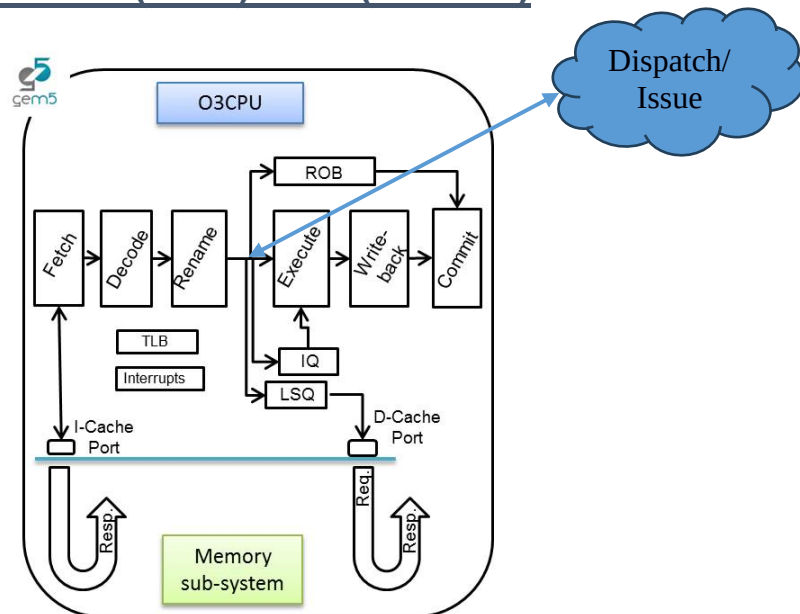 gem5
O3CPU
Dispatch/
Issue
ROB
Fetch
Decode
Rename
Execute
Write-
back
Commit
TLB
IQ
Interrupts
LSQ
I-Cache
Port
D-Cache
Port
Resp.
Req.
Resp.
Memory
sub-system